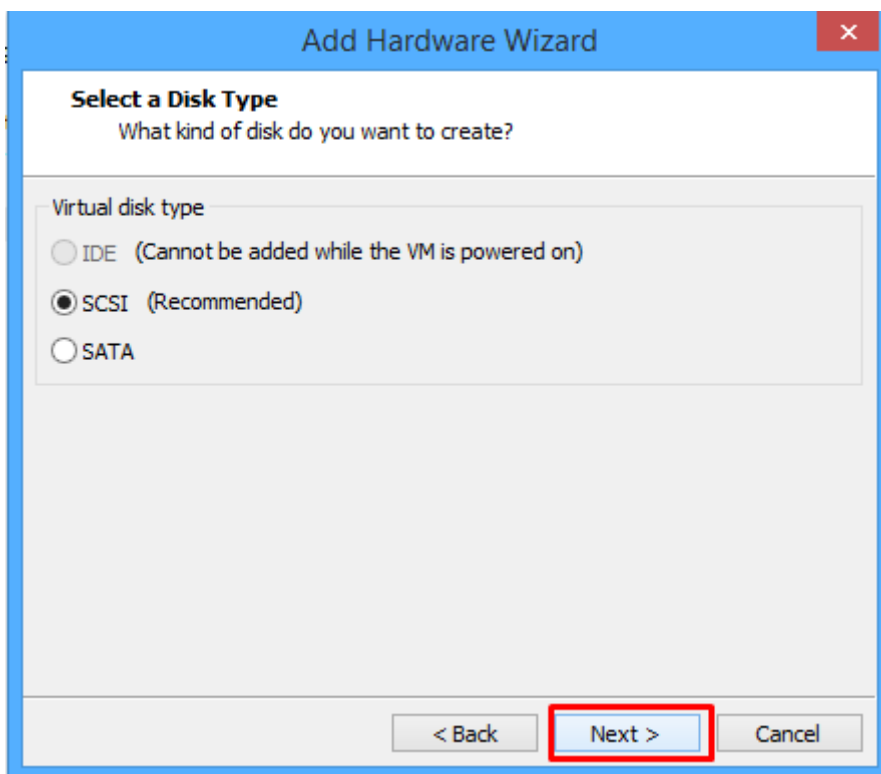 Add Hardware Wizard
Select a Disk Type
What kind of disk do you want to create?
Virtual disk type
IDE (Cannot be added while the VM is powered on)
SCSI (Recommended)
SATA
< Back Next > Cancel